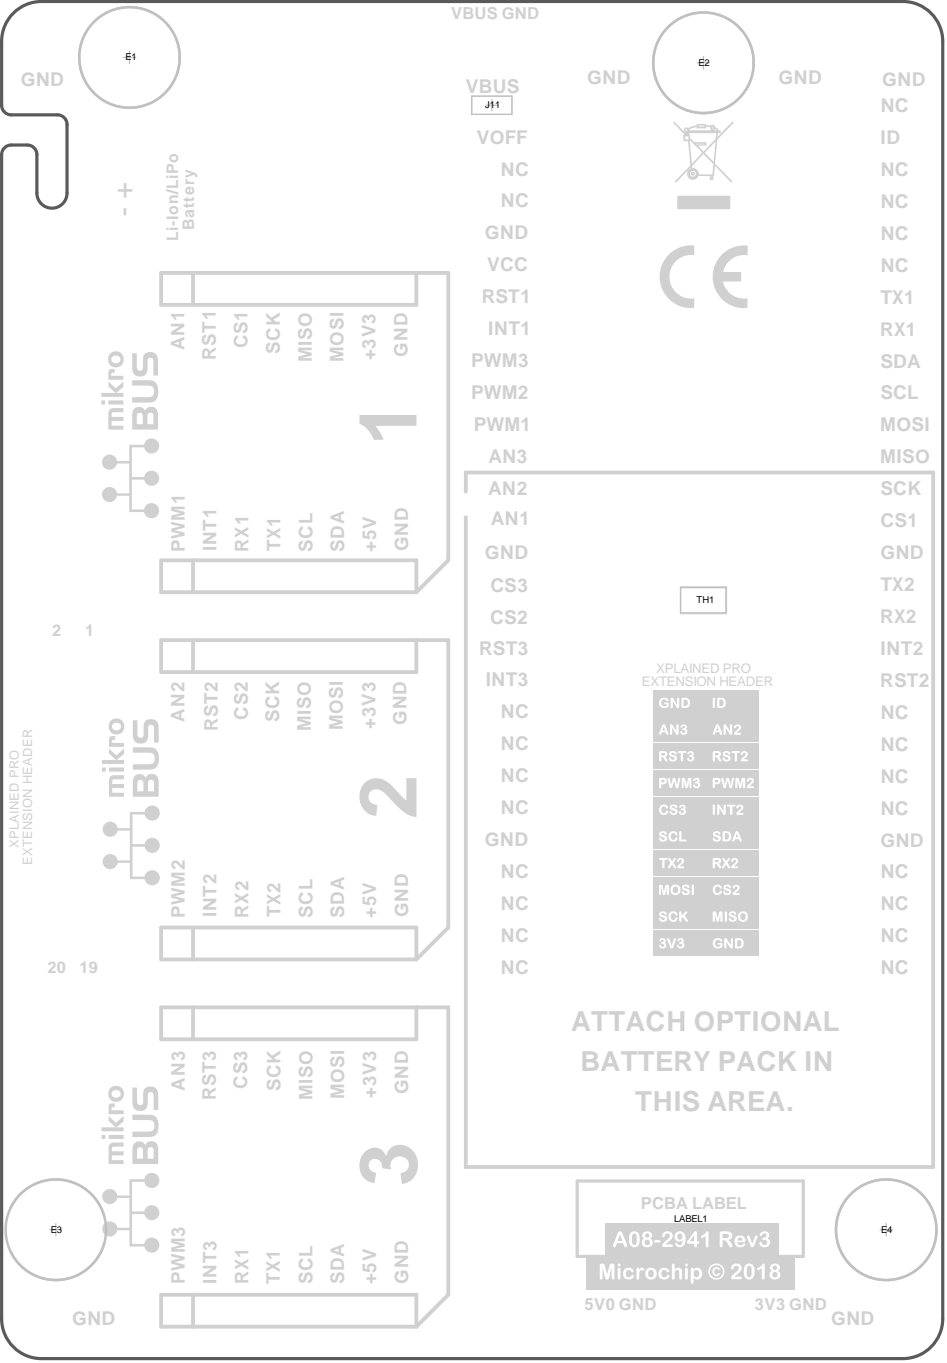 VBUS GND
E1
E2
GND
GND
GND
GND
VBUS
J11
VOFF
NC
NC
GND
VCC
RST1
INT1
PWM3
PWM2
PWM1
AN3
AN2
AN1
GND
CS3
CS2
RST3
INT3
NC
NC
NC
NC
GND
NC
NC
NC
NC
NC
ID
NC
NC
NC
NC
TX1
RX1
SDA
SCL
MOSI
MISO
SCK
CS1
GND
TX2
RX2
INT2
RST2
NC
NC
NC
NC
GND
NC
NC
NC
NC
- +
Li-Ion/LiPo
Battery
CE
mikro
BUS
AN1 RST1 CS1 SCK MISO MOSI +3V3 GND
1
PWM1 INT1 RX1 TX1 SCL SDA +5V GND
2 1
XPLAINED PRO
EXTENSION HEADER
20 19
mikro
BUS
AN2 RST2 CS2 SCK MISO MOSI +3V3 GND
2
PWM2 INT2 RX2 TX2 SCL SDA +5V GND
mikro
BUS
AN3 RST3 CS3 SCK MISO MOSI +3V3 GND
3
PWM3 INT3 RX1 TX1 SCL SDA +5V GND
TH1
XPLAINED PRO
EXTENSION HEADER
GND ID
AN3 AN2
RST3 RST2
PWM3 PWM2
CS3 INT2
SCL SDA
TX2 RX2
MOSI CS2
SCK MISO
3V3 GND
ATTACH OPTIONAL
BATTERY PACK IN
THIS AREA.
E3
E4
PCBA LABEL
LABEL1
A08-2941 Rev3
Microchip © 2018
5V0 GND
3V3 GND
GND
GND